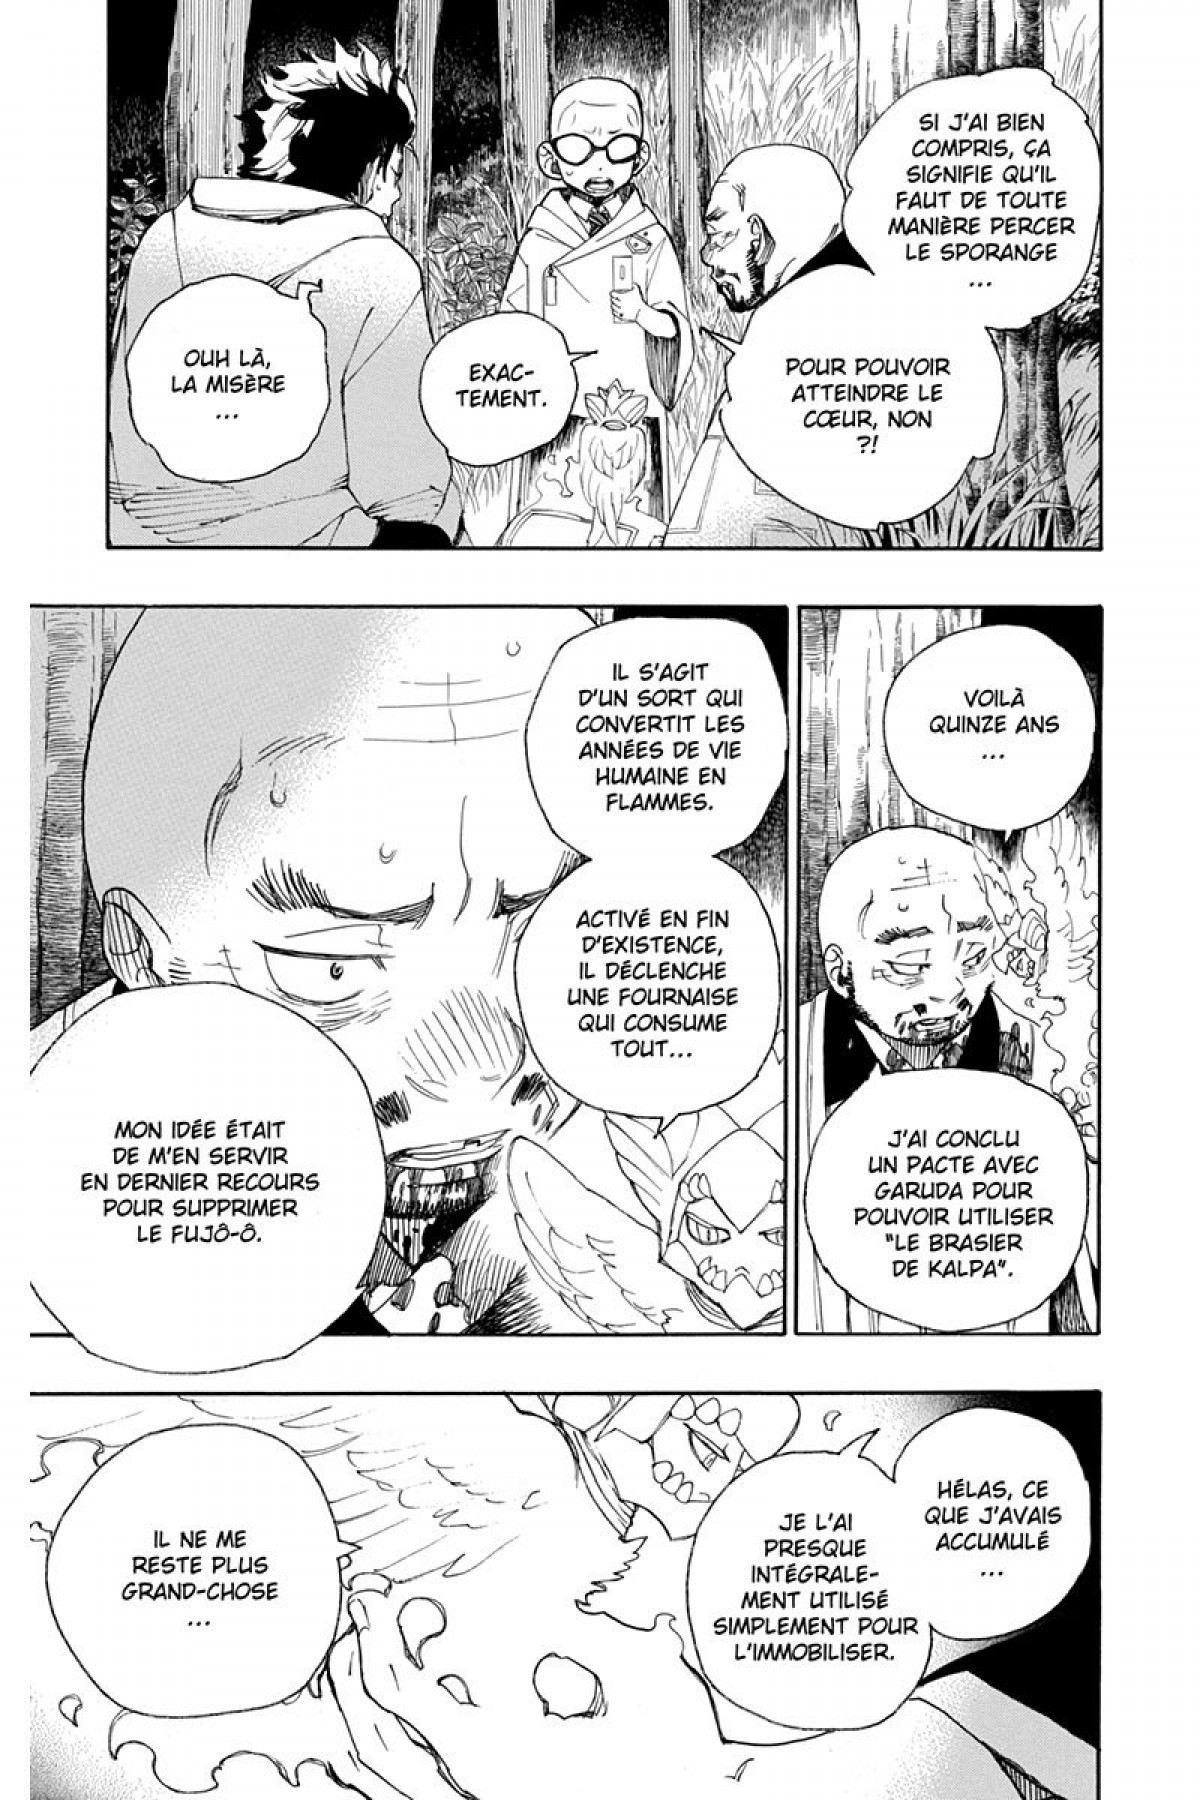 SI J'AI BIEN
COMPRIS, ÇA
SIGNIFIE QU'IL
FAUT DE TOUTE
MANIÈRE PERCER
LE SPORANGE
...
POUR POUVOIR
ATTEINDRE LE
CŒUR, NON
?!
EXAC-
TEMENT.
OUH LÀ,
LA MISÈRE
...
VOILÀ
QUINZE ANS
...
J'AI CONCLU
UN PACTE AVEC
GARUDA POUR
POUVOIR UTILISER
"LE BRASIER
DE KALPA".
IL S'AGIT
D'UN SORT QUI
CONVERTIT LES
ANNÉES DE VIE
HUMAINE EN
FLAMMES.
ACTIVÉ EN FIN
D'EXISTENCE,
IL DÉCLENCHE
UNE FOURNAISE
QUI CONSUME
TOUT...
MON IDÉE ÉTAIT
DE M'EN SERVIR
EN DERNIER RECOURS
POUR SUPPRIMER
LE FUJÔ-Ô.
HÉLAS, CE
QUE J'AVAIS
ACCUMULÉ
...
JE L'AI
PRESQUE
INTÉGRALE-
MENT UTILISÉ
SIMPLEMENT POUR
L'IMMOBILISER.
IL NE ME
RESTE PLUS
GRAND-CHOSE
...